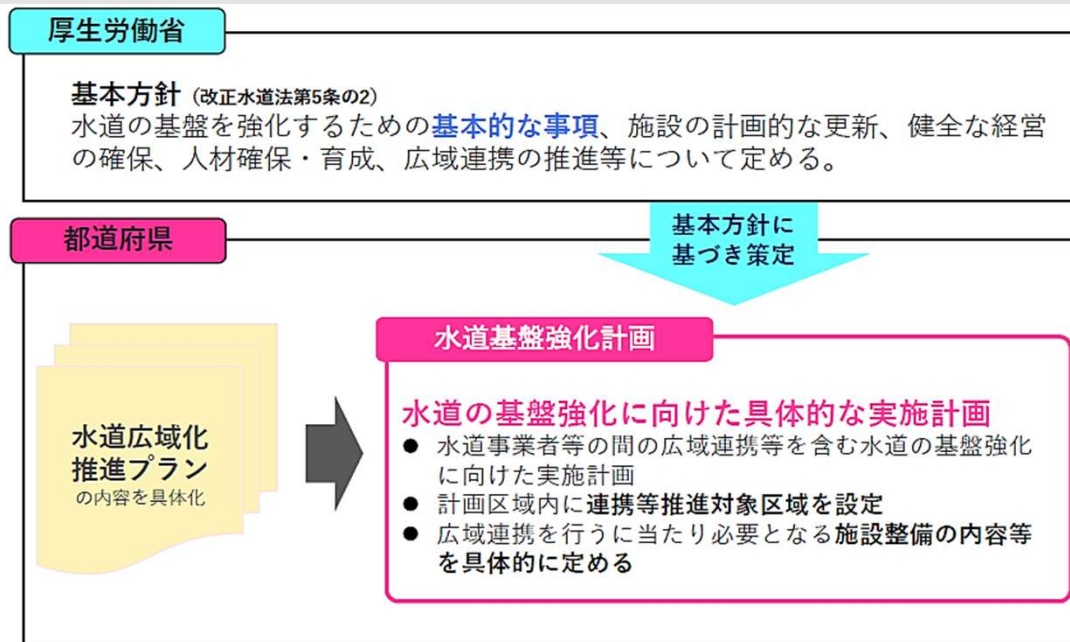 厚生労働省
基本方針（改正水道法第5条の2）
水道の基盤を強化するための基本的な事項、施設の計画的な更新、健全な経営
の確保、人材確保・育成、広域連携の推進等について定める。
都道府県
基本方針に
基づき策定
水道広域化
推進プラン
の内容を具体化
水道基盤強化計画
水道の基盤強化に向けた具体的な実施計画
● 水道事業者等の間の広域連携等を含む水道の基盤強化
に向けた実施計画
● 計画区域内に連携等推進対象区域を設定
● 広域連携を行うに当たり必要となる施設整備の内容等
を具体的に定める